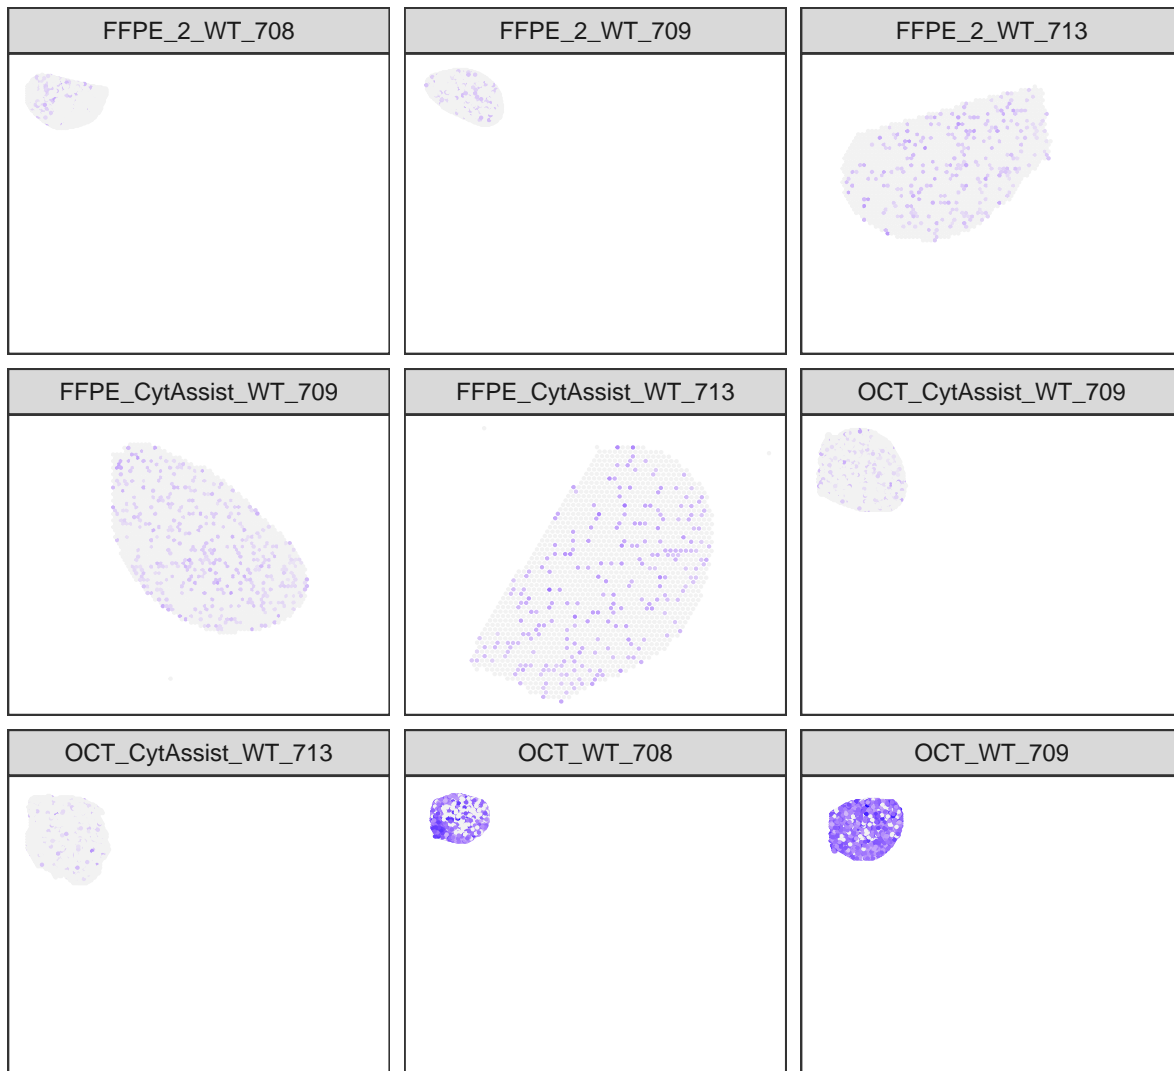 FFPE_2_WT_708
FFPE_2_WT_709
FFPE_2_WT_713
FFPE_CytAssist_WT_709
FFPE_CytAssist_WT_713
OCT_CytAssist_WT_709
OCT_CytAssist_WT_713
OCT_WT_708
OCT_WT_709